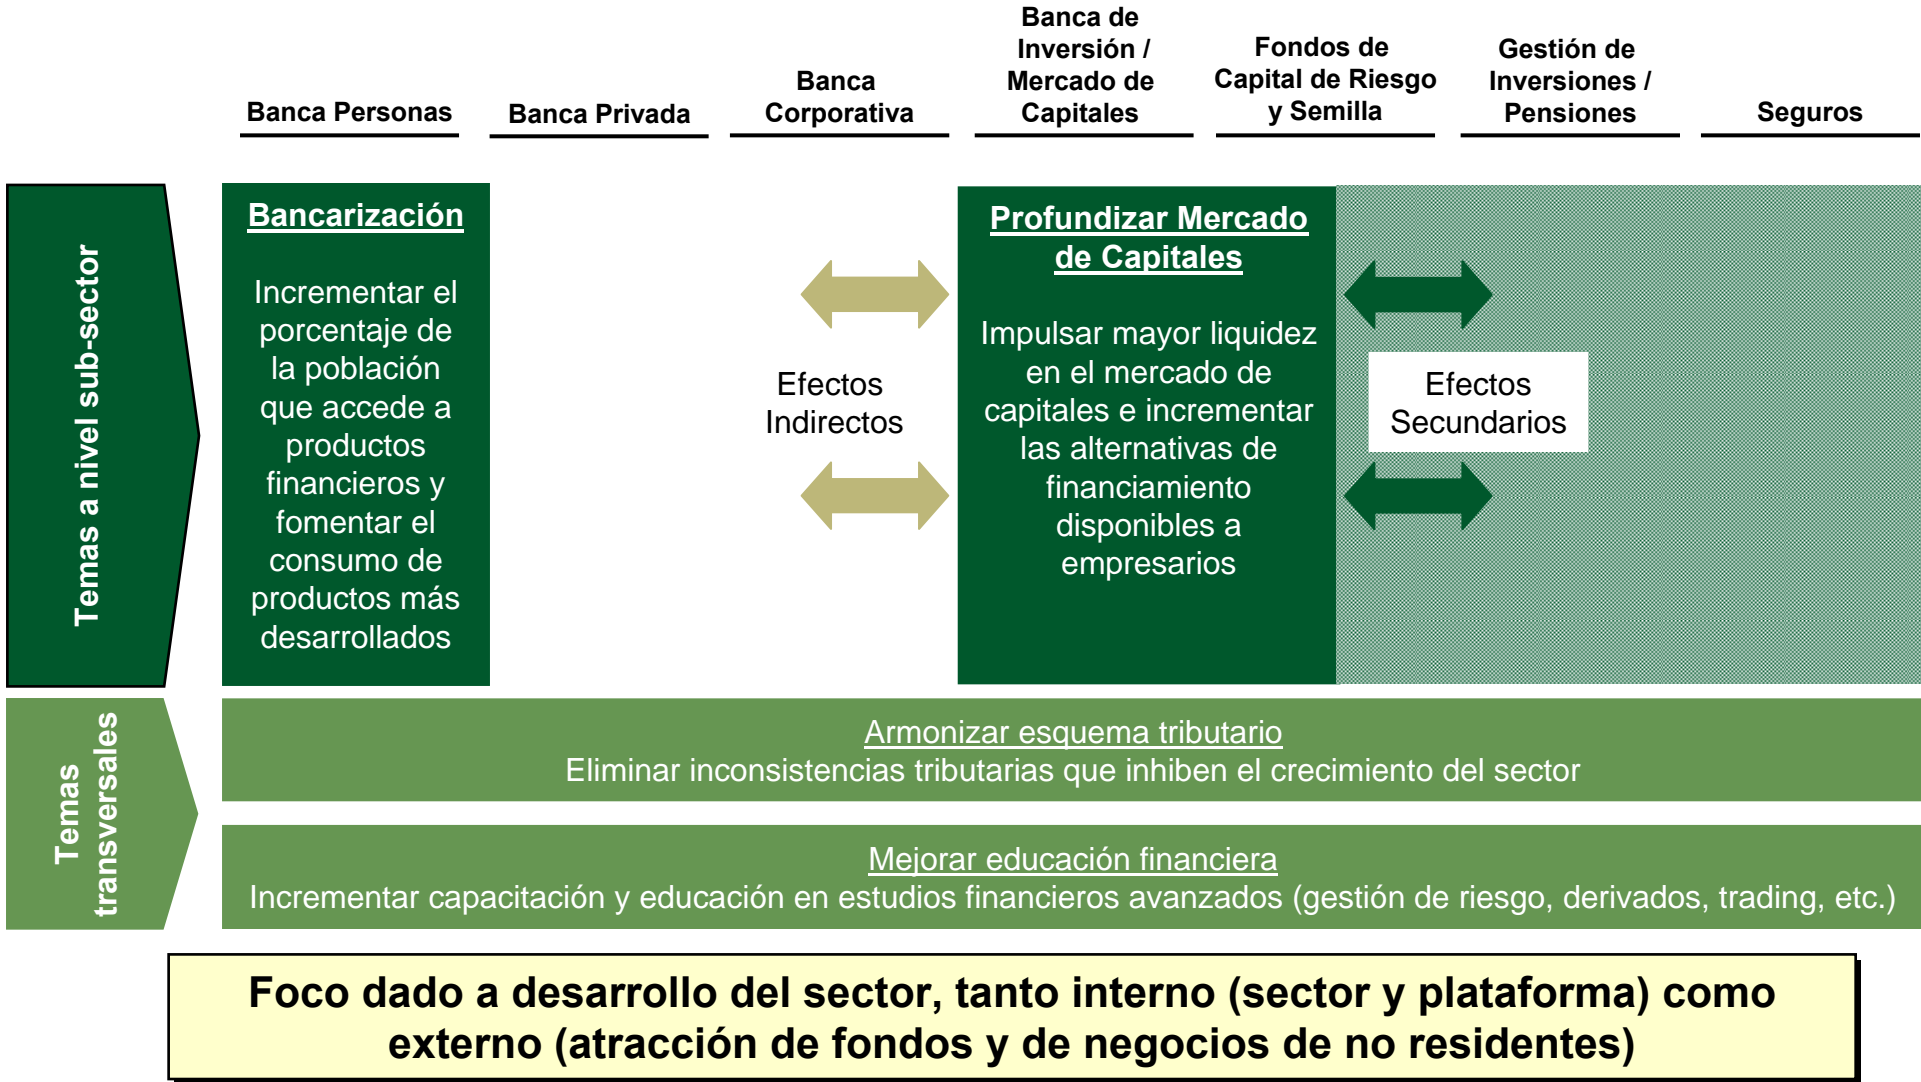 Banca Personas
Banca Privada
Banca
Corporativa
Banca de
Inversión /
Mercado de
Capitales
Fondos de
Capital de Riesgo
y Semilla
Gestión de
Inversiones /
Pensiones
Seguros
Temas a nivel sub-sector
Bancarización
Incrementar el
porcentaje de
la población
que accede a
productos
financieros y
fomentar el
consumo de
productos más
desarrollados
Efectos
Indirectos
Profundizar Mercado
de Capitales
Impulsar mayor liquidez
en el mercado de
capitales e incrementar
las alternativas de
financiamiento
disponibles a
empresarios
Efectos
Secundarios
Temas
transversales
Armonizar esquema tributario
Eliminar inconsistencias tributarias que inhiben el crecimiento del sector
Mejorar educación financiera
Incrementar capacitación y educación en estudios financieros avanzados (gestión de riesgo, derivados, trading, etc.)
Foco dado a desarrollo del sector, tanto interno (sector y plataforma) como
externo (atracción de fondos y de negocios de no residentes)